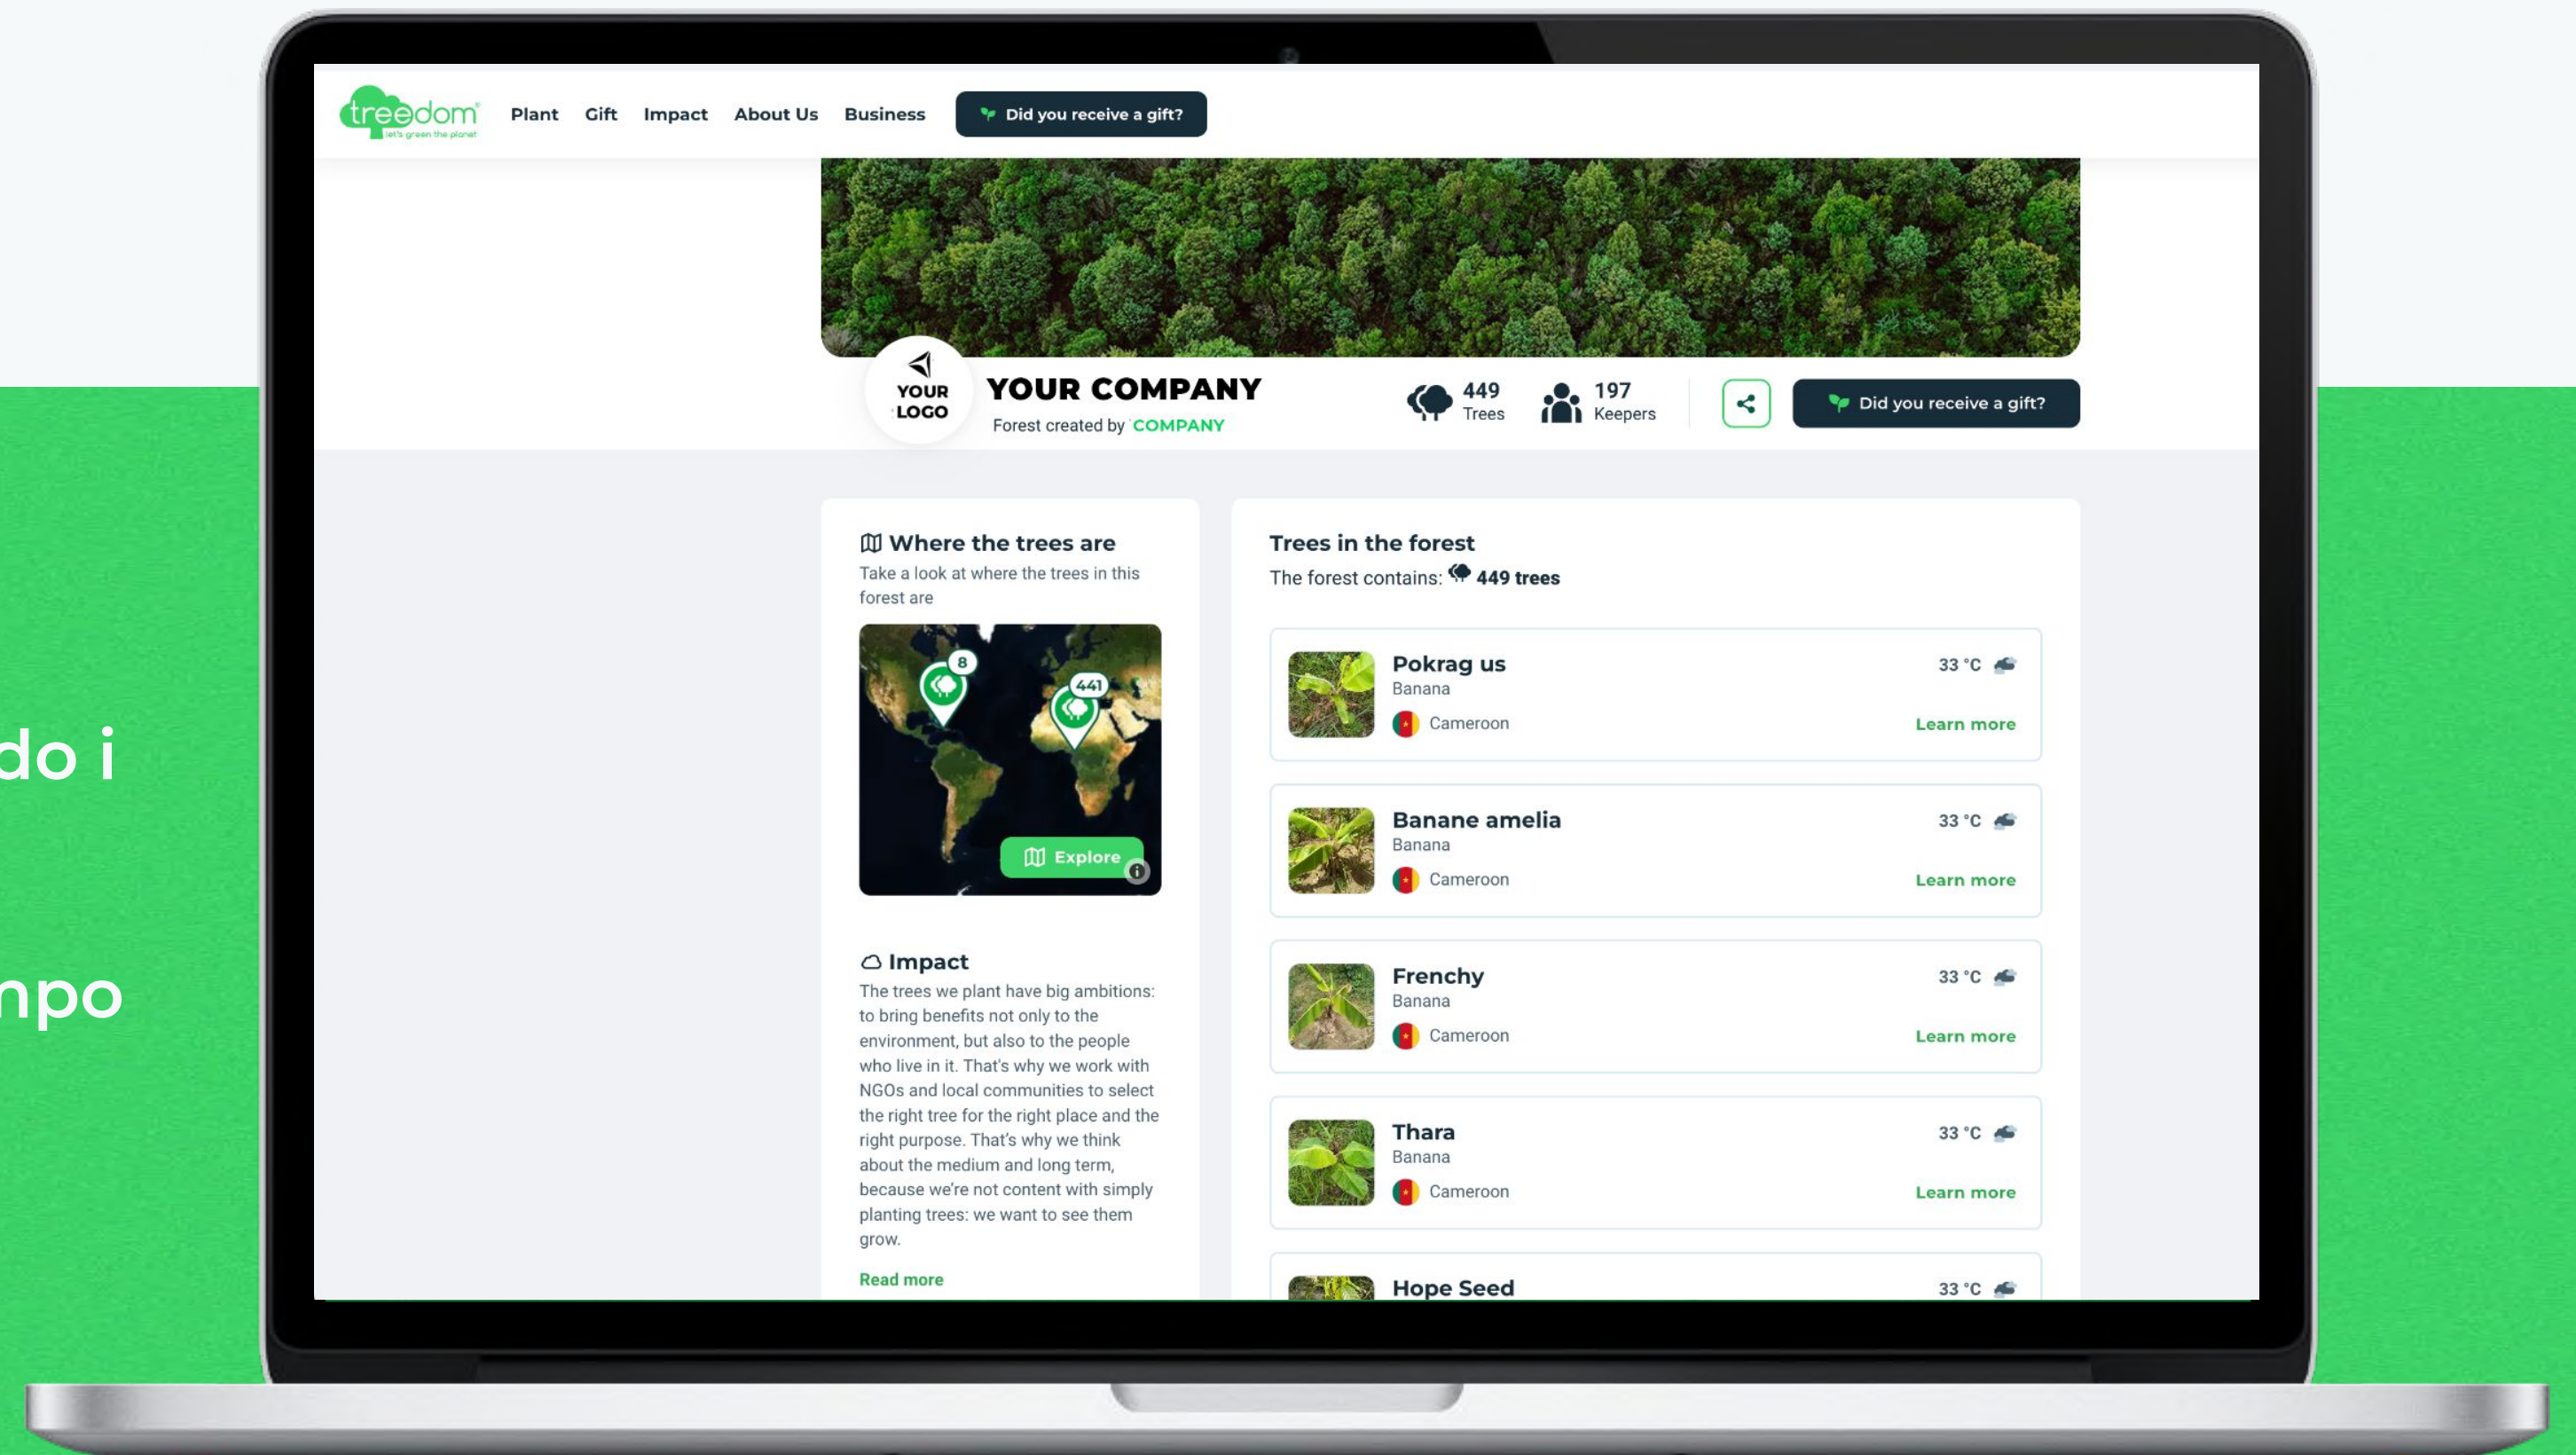 treedom
let's green the planet
Plant Gift Impact About Us Business Did you receive a gift?
YOUR
LOGO
YOUR COMPANY
Forest created by COMPANY
449
Trees
197
Keepers
Did you receive a gift?
do i
mpo
Where the trees are
Take a look at where the trees in this
forest are
8
441
Explore
Impact
The trees we plant have big ambitions:
to bring benefits not only to the
environment, but also to the people
who live in it. That's why we work with
NGOs and local communities to select
the right tree for the right place and the
right purpose. That's why we think
about the medium and long term,
because we're not content with simply
planting trees: we want to see them
grow.
Read more
Trees in the forest
The forest contains: 449 trees
Pokrag us 33 °C
Banana
Cameroon Learn more
Banane amelia 33 °C
Banana
Cameroon Learn more
Frenchy 33 °C
Banana
Cameroon Learn more
Thara 33 °C
Banana
Cameroon Learn more
Hope Seed 33 °C